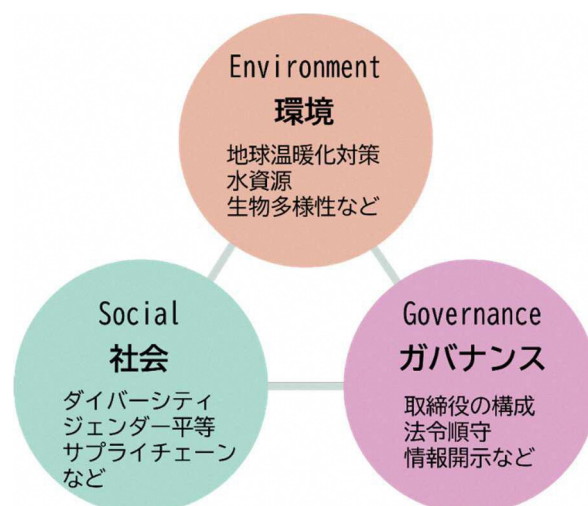 Environment
環境
地球温暖化対策
水資源
生物多様性など
Social
社会
ダイバーシティ
ジェンダー平等
サプライチェーン
など
Governance
ガバナンス
取締役の構成
法令順守
情報開示など